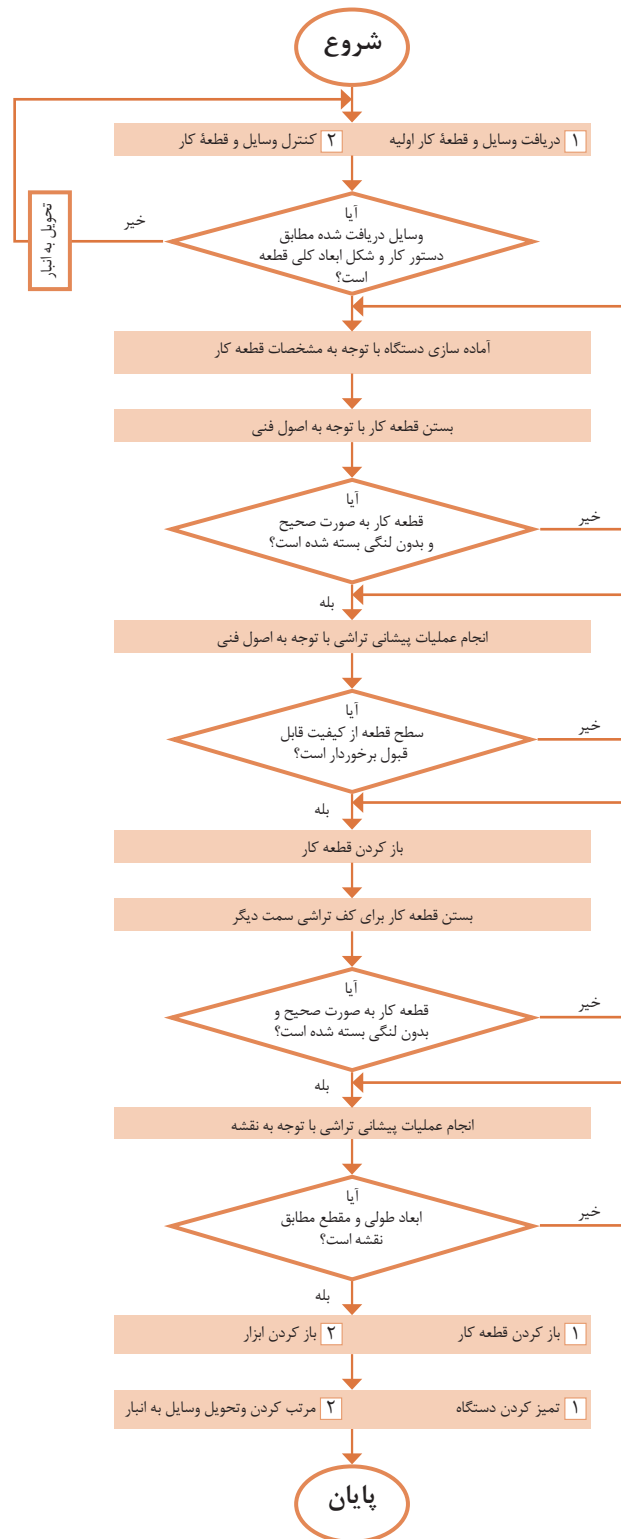 شروع
۱ دریافت وسایل و قطعهٔ کار اولیه ۲ کنترل وسایل و قطعهٔ کار
آیا
وسایل دریافت شده مطابق
دستور کار و شکل ابعاد کلی قطعه
است؟
خیر
تحویل به انبار
آماده سازی دستگاه با توجه به مشخصات قطعه کار
بستن قطعه کار با توجه به اصول فنی
آیا
قطعه کار به صورت صحیح
و بدون لنگی بسته شده است؟
خیر
بله
انجام عملیات پیشانی تراشی با توجه به اصول فنی
آیا
سطح قطعه از کیفیت قابل
قبول برخوردار است؟
خیر
بله
باز کردن قطعه کار
بستن قطعه کار برای کف تراشی سمت دیگر
آیا
قطعه کار به صورت صحیح و
بدون لنگی بسته شده است؟
خیر
بله
انجام عملیات پیشانی تراشی با توجه به نقشه
آیا
ابعاد طولی و مقطع مطابق
نقشه است؟
خیر
بله
۱ باز کردن قطعه کار ۲ باز کردن ابزار
۱ تمیز کردن دستگاه ۲ مرتب کردن وتحویل وسایل به انبار
پایان